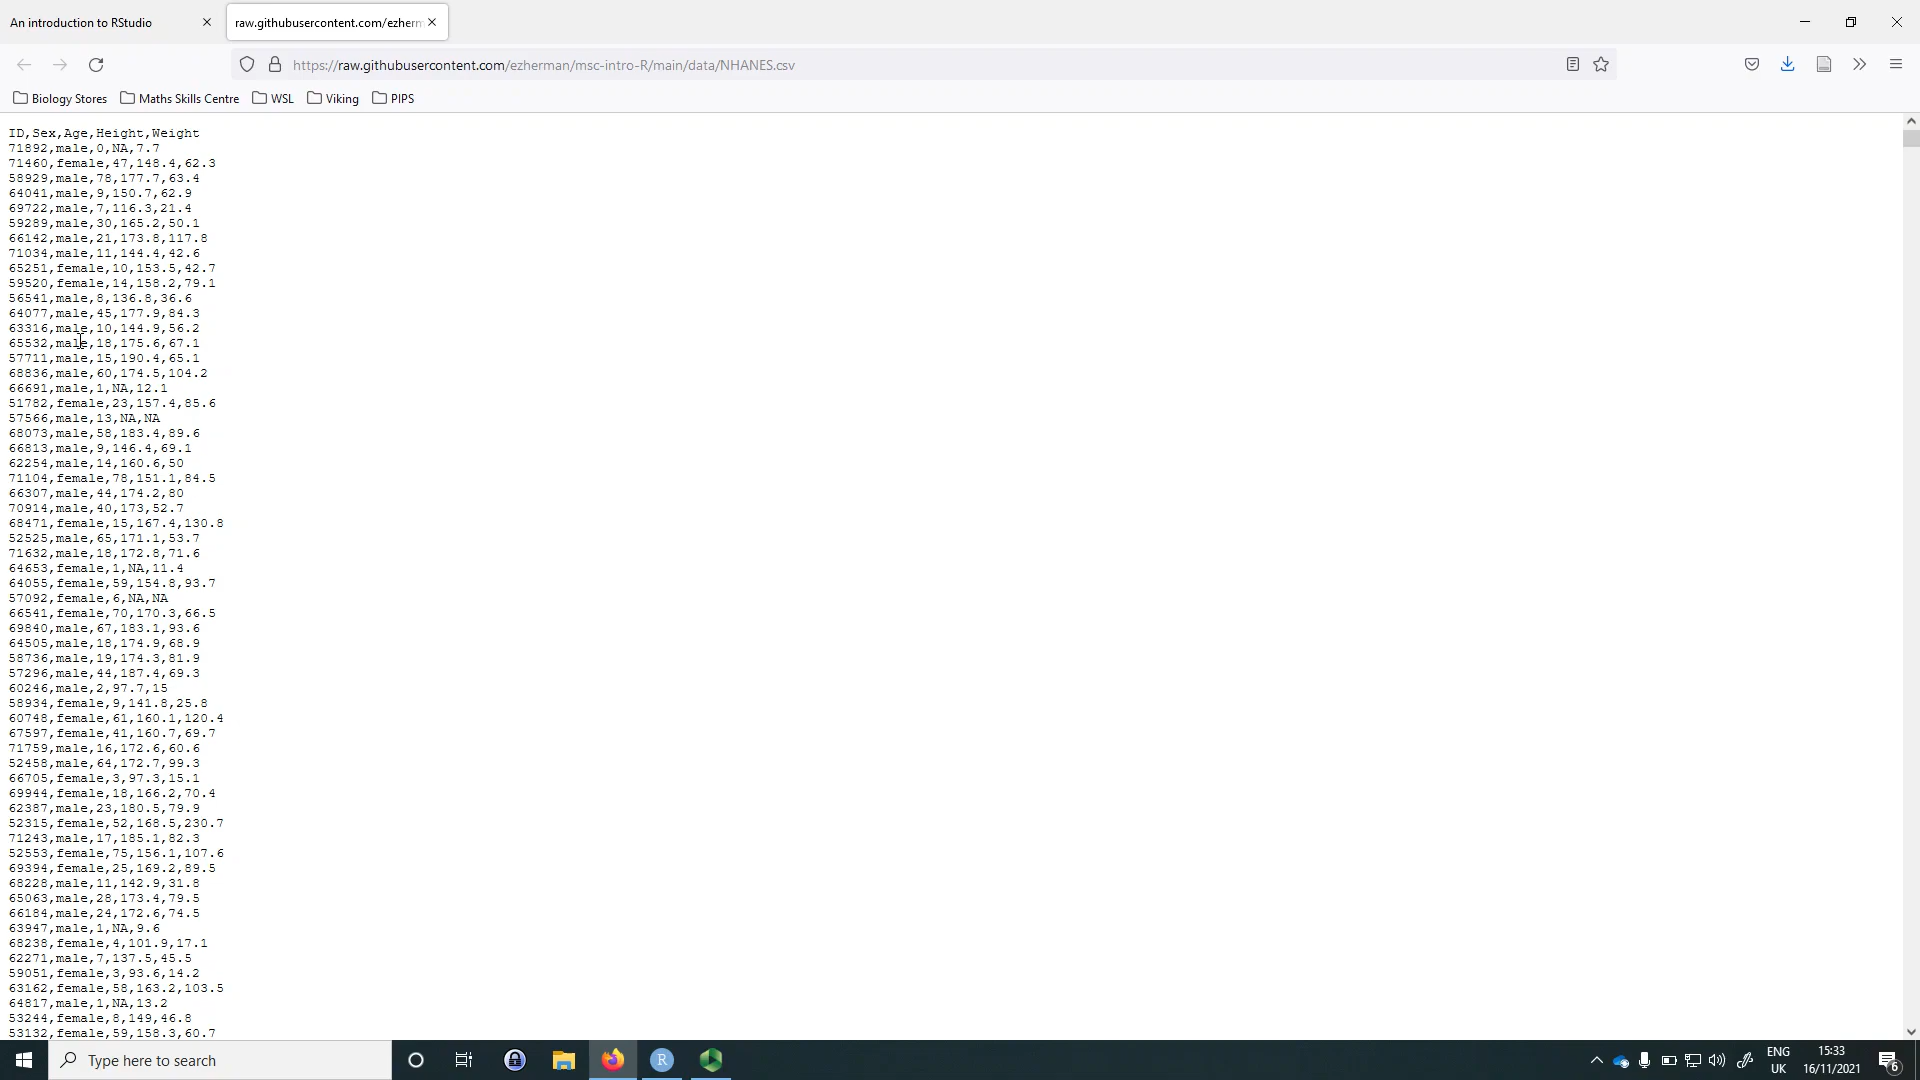 An introduction to RStudio
raw.githubusercontent.com/ezherm
https://raw.githubusercontent.com/ezherman/msc-intro-R/main/data/NHANES.csv
Biology Stores
Maths Skills Centre
WSL
Viking
PIPS
ID,Sex,Age,Height,Weight
71892,male,0,NA,7.7
71460,female,47,148.4,62.3
58929,male,78,177.7,63.4
64041,male,9,150.7,62.9
69722,male,7,116.3,21.4
59289,male,30,165.2,50.1
66142,male,21,173.8,117.8
71034,male,11,144.4,42.6
65251,female,10,153.5,42.7
59520,female,14,158.2,79.1
56541,male,8,136.8,36.6
64077,male,45,177.9,84.3
63316,male,10,144.9,56.2
65532,male,18,175.6,67.1
57711,male,15,190.4,65.1
68836,male,60,174.5,104.2
66691,male,1,NA,12.1
51782,female,23,157.4,85.6
57566,male,13,NA,NA
68073,male,58,183.4,89.6
66813,male,9,146.4,69.1
62254,male,14,160.6,50
71104,female,78,151.1,84.5
66307,male,44,174.2,80
70914,male,40,173,52.7
68471,female,15,167.4,130.8
52525,male,65,171.1,53.7
71632,male,18,172.8,71.6
64653,female,1,NA,11.4
64055,female,59,154.8,93.7
57092,female,6,NA,NA
66541,female,70,170.3,66.5
69840,male,67,183.1,93.6
64505,male,18,174.9,68.9
58736,male,19,174.3,81.9
57296,male,44,187.4,69.3
60246,male,2,97.7,15
58934,female,9,141.8,25.8
60748,female,61,160.1,120.4
67597,female,41,160.7,69.7
71759,male,16,172.6,60.6
52458,male,64,172.7,99.3
66705,female,3,97.3,15.1
69944,female,18,166.2,70.4
62387,male,23,180.5,79.9
52315,female,52,168.5,230.7
71243,male,17,185.1,82.3
52553,female,75,156.1,107.6
69394,female,25,169.2,89.5
68228,male,11,142.9,31.8
65063,male,28,173.4,79.5
66184,male,24,172.6,74.5
63947,male,1,NA,9.6
68238,female,4,101.9,17.1
62271,male,7,137.5,45.5
59051,female,3,93.6,14.2
63162,female,58,163.2,103.5
64817,male,1,NA,13.2
53244,female,8,149,46.8
53132,female,59,158.3,60.7
Type here to search
R
ENG
UK
15:33
16/11/2021
6